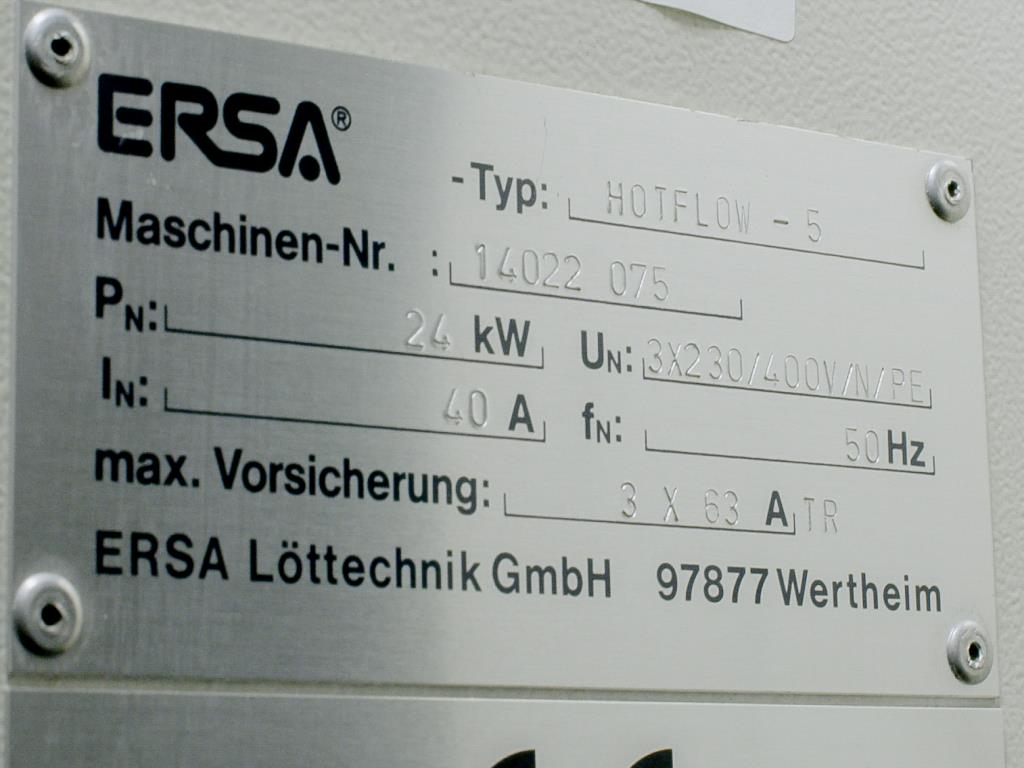 ERSA®
-Typ: HOTFLOW - 5
Maschinen-Nr. : 14022 075
PN: 24 kW UN: 3X230/400V/N/PE
IN: 40 A fN: 50 Hz
max. Vorsicherung: 3 X 63 A TR
ERSA Löttechnik GmbH 97877 Wertheim